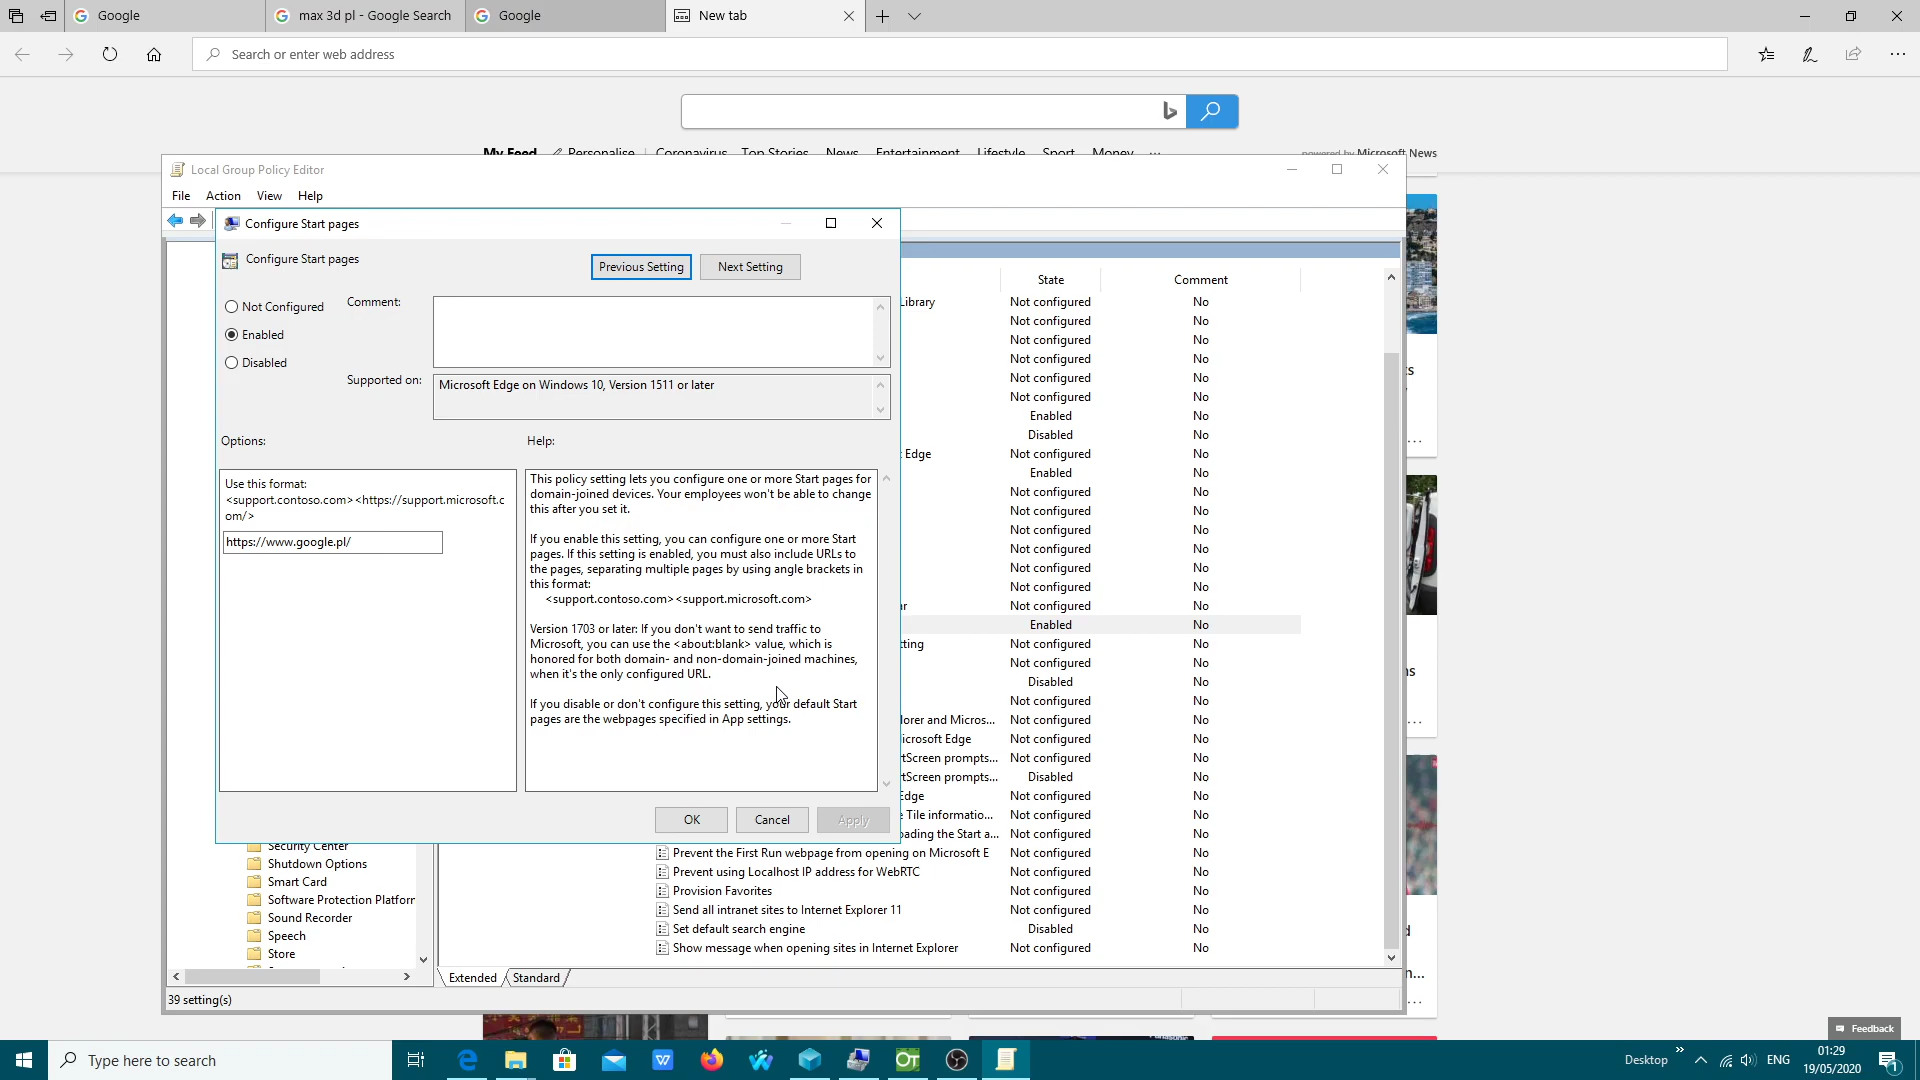 Google
max 3d pl - Google Search
Google
New tab
Search or enter web address
My Feed
Personalise
Coronavirus
Top Stories
News
Entertainment
Lifestyle
Sport
Money
...
powered by Microsoft News
Local Group Policy Editor
File
Action
View
Help
Configure Start pages
Configure Start pages
Previous Setting
Next Setting
Not Configured
Enabled
Disabled
Comment:
Supported on:
Microsoft Edge on Windows 10, Version 1511 or later
Options:
Help:
Use this format:
<support.contoso.com><https://support.microsoft.c
om/>
https://www.google.pl/
This policy setting lets you configure one or more Start pages for
domain-joined devices. Your employees won't be able to change
this after you set it.
If you enable this setting, you can configure one or more Start
pages. If this setting is enabled, you must also include URLs to
the pages, separating multiple pages by using angle brackets in
this format:
<support.contoso.com><support.microsoft.com>
Version 1703 or later: If you don't want to send traffic to
Microsoft, you can use the <about:blank> value, which is
honored for both domain- and non-domain-joined machines,
when it's the only configured URL.
If you disable or don't configure this setting, your default Start
pages are the webpages specified in App settings.
OK
Cancel
Apply
State
Comment
Library Not configured No
Not configured No
Not configured No
Not configured No
Not configured No
Not configured No
Enabled No
Disabled No
Edge Not configured No
Enabled No
Not configured No
Not configured No
Not configured No
Not configured No
Not configured No
Not configured No
Not configured No
Enabled No
Not configured No
Not configured No
Disabled No
Not configured No
lorer and Micros... Not configured No
icrosoft Edge Not configured No
tScreen prompts... Not configured No
tScreen prompts... Disabled No
Edge Not configured No
Tile informatio... Not configured No
oading the Start a... Not configured No
Prevent the First Run webpage from opening on Microsoft E Not configured No
Prevent using Localhost IP address for WebRTC Not configured No
Provision Favorites Not configured No
Send all intranet sites to Internet Explorer 11 Not configured No
Set default search engine Disabled No
Show message when opening sites in Internet Explorer Not configured No
Security Center
Shutdown Options
Smart Card
Software Protection Platforr
Sound Recorder
Speech
Store
Extended
Standard
39 setting(s)
Feedback
Type here to search
Desktop
ENG
01:29
19/05/2020
1